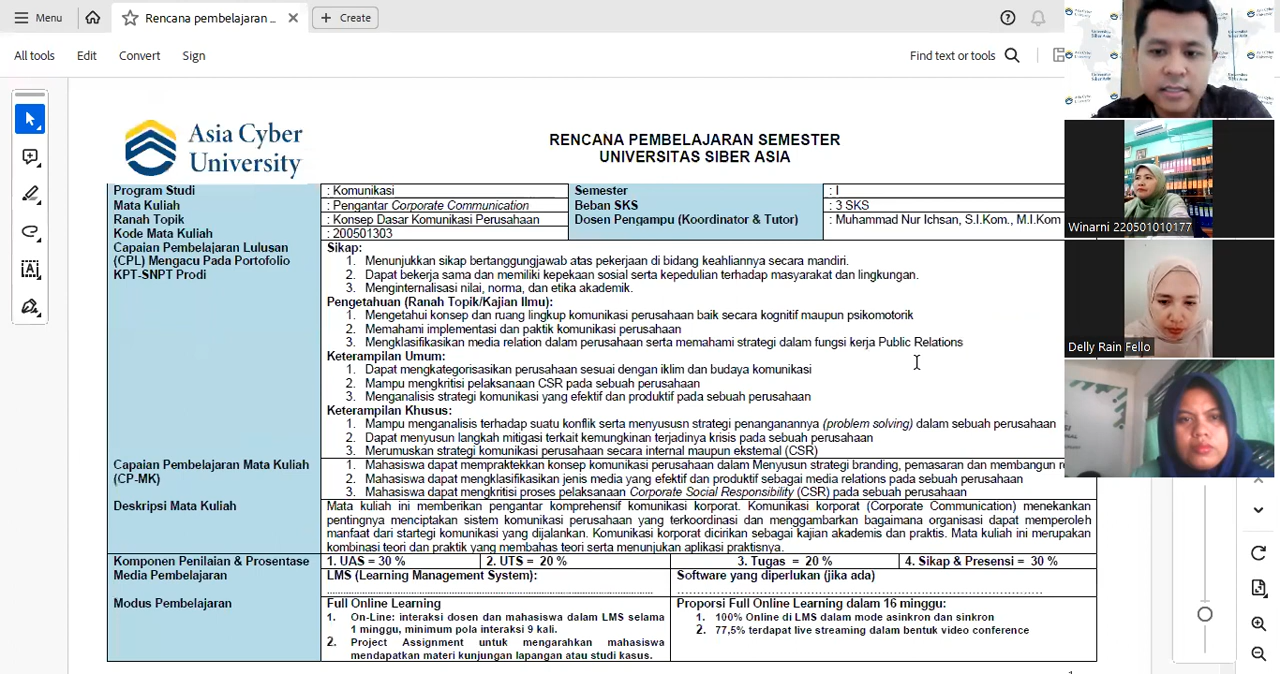 Menu
Rencana pembelajaran ...
Create
All tools Edit Convert Sign
Find text or tools
Asia Cyber
University
RENCANA PEMBELAJARAN SEMESTER
UNIVERSITAS SIBER ASIA
Program Studi : Komunikasi Semester : I
Mata Kuliah : Pengantar Corporate Communication Beban SKS : 3 SKS
Ranah Topik : Konsep Dasar Komunikasi Perusahaan Dosen Pengampu (Koordinator & Tutor) : Muhammad Nur Ichsan, S.I.Kom., M.I.Kom
Kode Mata Kuliah : 200501303
Capaian Pembelajaran Lulusan
(CPL) Mengacu Pada Portofolio
KPT-SNPT Prodi
Sikap:
1. Menunjukkan sikap bertanggungjawab atas pekerjaan di bidang keahliannya secara mandiri.
2. Dapat bekerja sama dan memiliki kepekaan sosial serta kepedulian terhadap masyarakat dan lingkungan.
3. Menginternalisasi nilai, norma, dan etika akademik.
Pengetahuan (Ranah Topik/Kajian Ilmu):
1. Mengetahui konsep dan ruang lingkup komunikasi perusahaan baik secara kognitif maupun psikomotorik
2. Memahami implementasi dan paktik komunikasi perusahaan
3. Mengklasifikasikan media relation dalam perusahaan serta memahami strategi dalam fungsi kerja Public Relations
Keterampilan Umum:
1. Dapat mengkategorisasikan perusahaan sesuai dengan iklim dan budaya komunikasi
2. Mampu mengkritisi pelaksanaan CSR pada sebuah perusahaan
3. Menganalisis strategi komunikasi yang efektif dan produktif pada sebuah perusahaan
Keterampilan Khusus:
1. Mampu menganalisis terhadap suatu konflik serta menyususn strategi penanganannya (problem solving) dalam sebuah perusahaan
2. Dapat menyusun langkah mitigasi terkait kemungkinan terjadinya krisis pada sebuah perusahaan
3. Merumuskan strategi komunikasi perusahaan secara internal maupun eksternal (CSR)
Capaian Pembelajaran Mata Kuliah
(CP-MK)
1. Mahasiswa dapat mempraktekkan konsep komunikasi perusahaan dalam Menyusun strategi branding, pemasaran dan membangun
2. Mahasiswa dapat mengklasifikasikan jenis media yang efektif dan produktif sebagai media relations pada sebuah perusahaan
3. Mahasiswa dapat mengkritisi proses pelaksanaan Corporate Social Responsibility (CSR) pada sebuah perusahaan
Deskripsi Mata Kuliah
Mata kuliah ini memberikan pengantar komprehensif komunikasi korporat. Komunikasi korporat (Corporate Communication) menekankan
pentingnya menciptakan sistem komunikasi perusahaan yang terkoordinasi dan menggambarkan bagaimana organisasi dapat memperoleh
manfaat dari startegi komunikasi yang dijalankan. Komunikasi korporat dicirikan sebagai kajian akademis dan praktis. Mata kuliah ini merupakan
kombinasi teori dan praktik yang membahas teori serta menunjukan aplikasi praktisnya.
Komponen Penilaian & Prosentase 1. UAS = 30 % 2. UTS = 20 % 3. Tugas = 20 % 4. Sikap & Presensi = 30 %
Media Pembelajaran LMS (Learning Management System): Software yang diperlukan (jika ada)
Modus Pembelajaran
Full Online Learning
1. On-Line: interaksi dosen dan mahasiswa dalam LMS selama
1 minggu, minimum pola interaksi 9 kali.
2. Project Assignment untuk mengarahkan mahasiswa
mendapatkan materi kunjungan lapangan atau studi kasus.
Proporsi Full Online Learning dalam 16 minggu:
1. 100% Online di LMS dalam mode asinkron dan sinkron
2. 77,5% terdapat live streaming dalam bentuk video conference
Winarni 220501010177
Delly Rain Fello